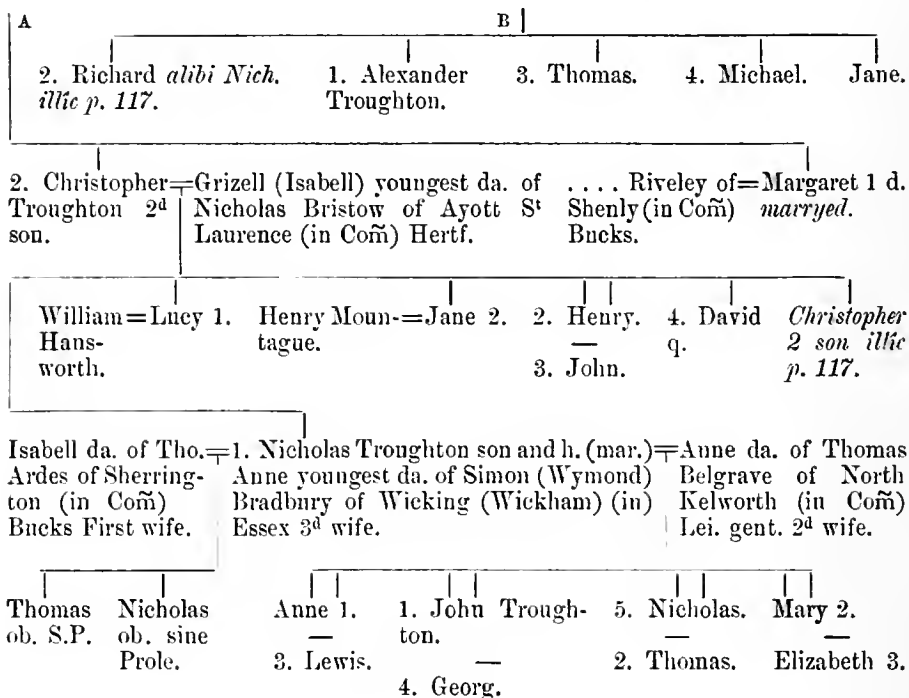 A B
2. Richard alibi Nich. 1. Alexander 3. Thomas. 4. Michael. Jane.
illic p. 117. Troughton.
2. Christopher=Grizell (Isabell) youngest da. of .... Riveley of=Margaret 1 d.
Troughton 2d Nicholas Bristow of Ayott St Shenly (in Com̃) marryed.
son. Laurence (in Com̃) Hertf. Bucks.
William=Lucy 1. Henry Moun-=Jane 2. 2. Henry. 4. David Christopher
Hans- tague. — q. 2 son illic
worth. 3. John. p. 117.
Isabell da. of Tho.=1. Nicholas Troughton son and h. (mar.)=Anne da. of Thomas
Ardes of Sherring- Anne youngest da. of Simon (Wymond) Belgrave of North
ton (in Com̃) Bradbury of Wicking (Wickham) (in) Kelworth (in Com̃)
Bucks First wife. Essex 3d wife. Lei. gent. 2d wife.
Thomas Nicholas Anne 1. 1. John Trough- 5. Nicholas. Mary 2.
ob. S.P. ob. sine — ton. — —
Prole. 3. Lewis. — 2. Thomas. Elizabeth 3.
4. Georg.